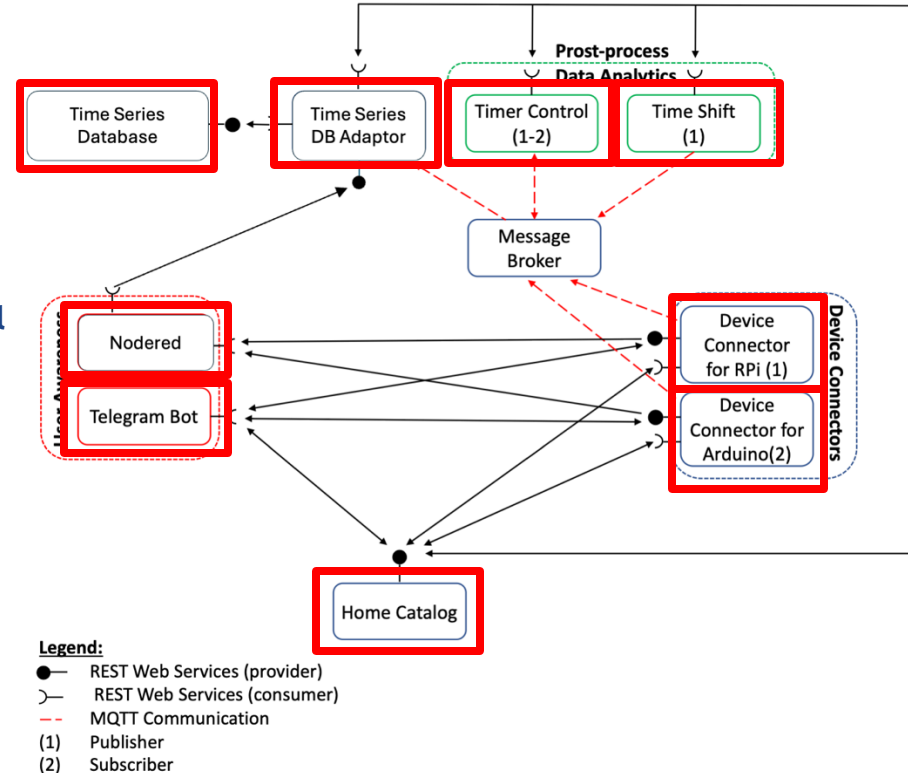 Prost-process
Data Analytics
Time Series
Database
Time Series
DB Adaptor
Timer Control
(1-2)
Time Shift
(1)
Message
Broker
Nodered
Telegram Bot
Device
Connector
for RPi (1)
Device
Connector for
Arduino(2)
Device Connectors
Home Catalog
Legend:
REST Web Services (provider)
REST Web Services (consumer)
MQTT Communication
(1) Publisher
(2) Subscriber